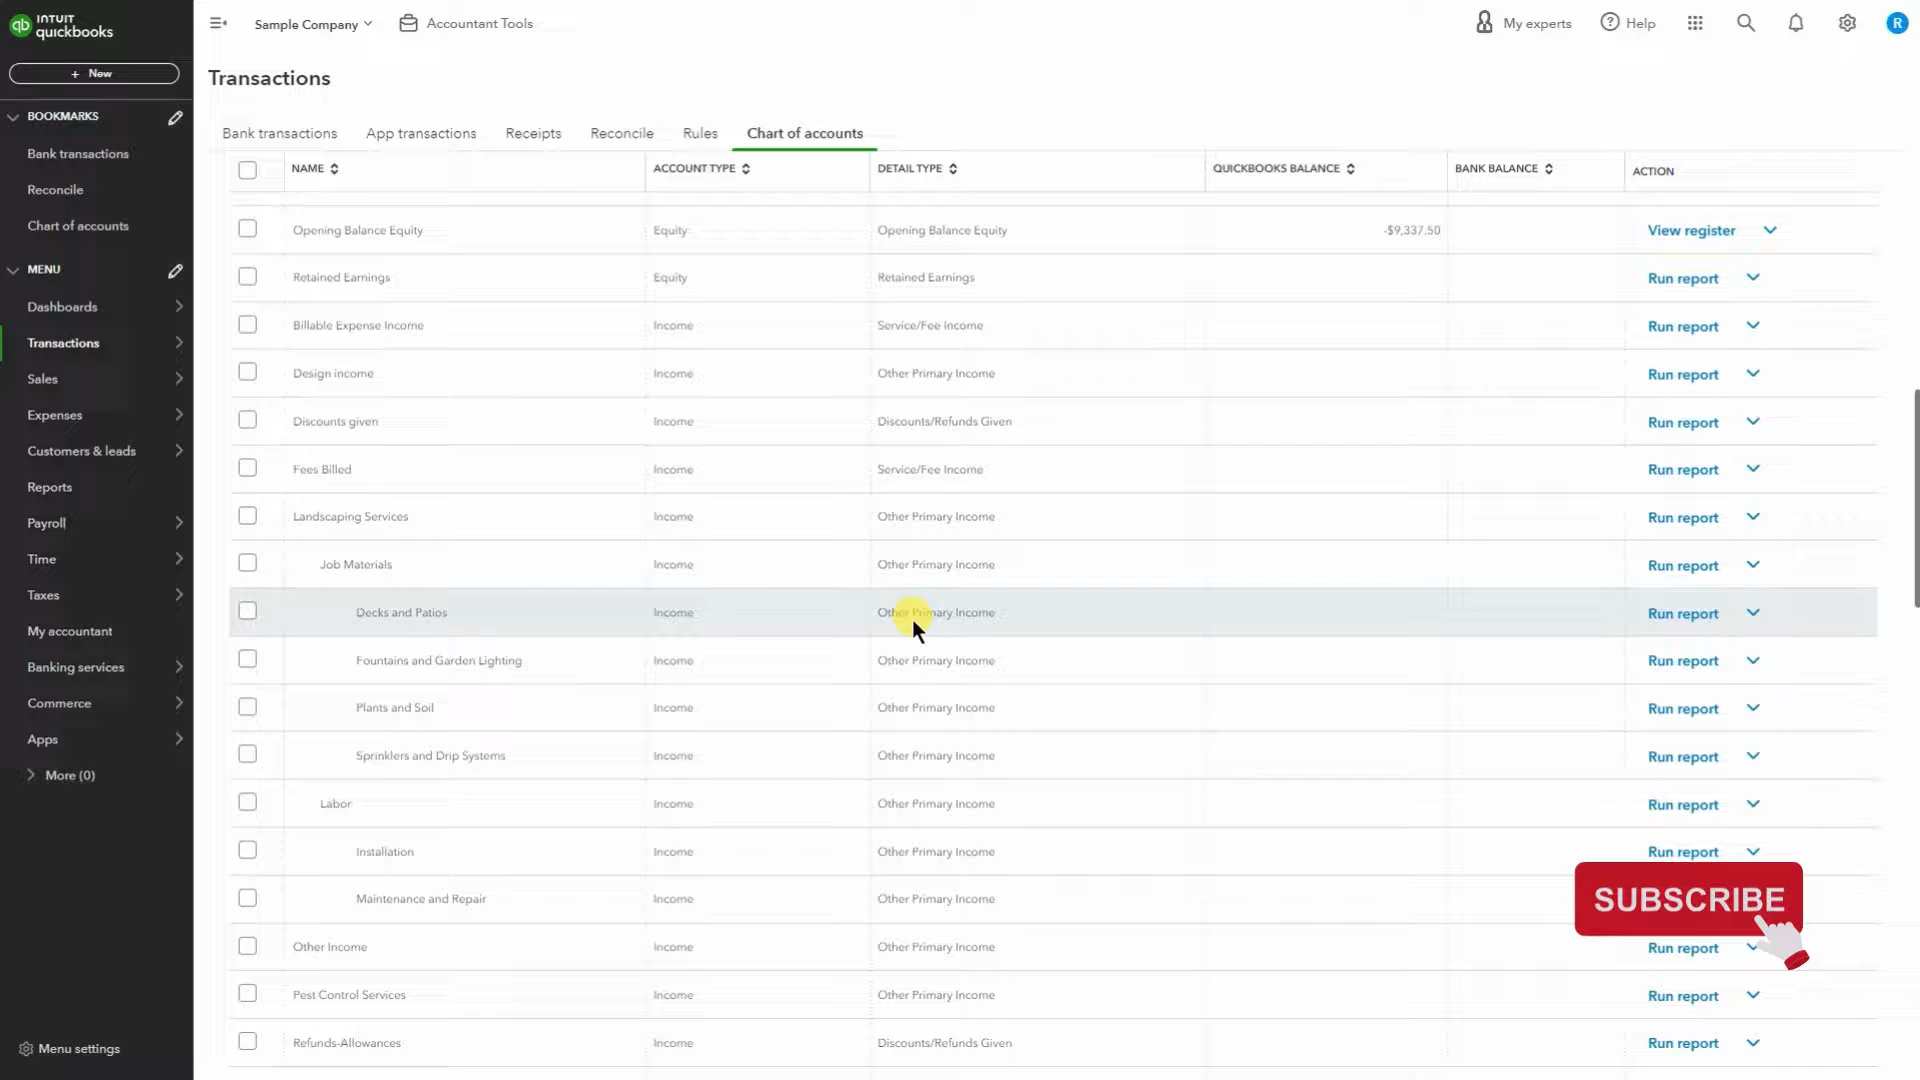 INTUIT
quickbooks
Sample Company
Accountant Tools
My experts
Help
R
+ New
Transactions
BOOKMARKS
Bank transactions
Reconcile
Chart of accounts
MENU
Dashboards
Transactions
Sales
Expenses
Customers & leads
Reports
Payroll
Time
Taxes
My accountant
Banking services
Commerce
Apps
More (0)
Menu settings
Bank transactions App transactions Receipts Reconcile Rules Chart of accounts
NAME ACCOUNT TYPE DETAIL TYPE QUICKBOOKS BALANCE BANK BALANCE ACTION
Opening Balance Equity Equity Opening Balance Equity -$9,337.50 View register
Retained Earnings Equity Retained Earnings Run report
Billable Expense Income Income Service/Fee Income Run report
Design income Income Other Primary Income Run report
Discounts given Income Discounts/Refunds Given Run report
Fees Billed Income Service/Fee Income Run report
Landscaping Services Income Other Primary Income Run report
Job Materials Income Other Primary Income Run report
Decks and Patios Income Other Primary Income Run report
Fountains and Garden Lighting Income Other Primary Income Run report
Plants and Soil Income Other Primary Income Run report
Sprinklers and Drip Systems Income Other Primary Income Run report
Labor Income Other Primary Income Run report
Installation Income Other Primary Income Run report
Maintenance and Repair Income Other Primary Income
SUBSCRIBE
Other Income Income Other Primary Income Run report
Pest Control Services Income Other Primary Income Run report
Refunds-Allowances Income Discounts/Refunds Given Run report